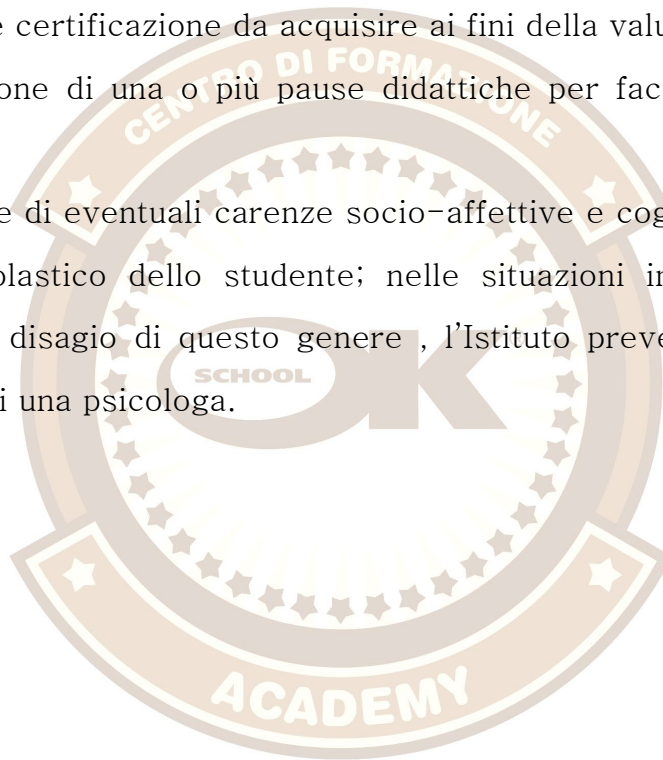 e certificazione da acquisire ai fini della valu
one di una o più pause didattiche per fac
e di eventuali carenze socio-affettive e cog
olastico dello studente; nelle situazioni in
disagio di questo genere , l'Istituto preve
i una psicologa.
CENTRO DI FORMAZIONE
SCHOOL
OK
ACADEMY